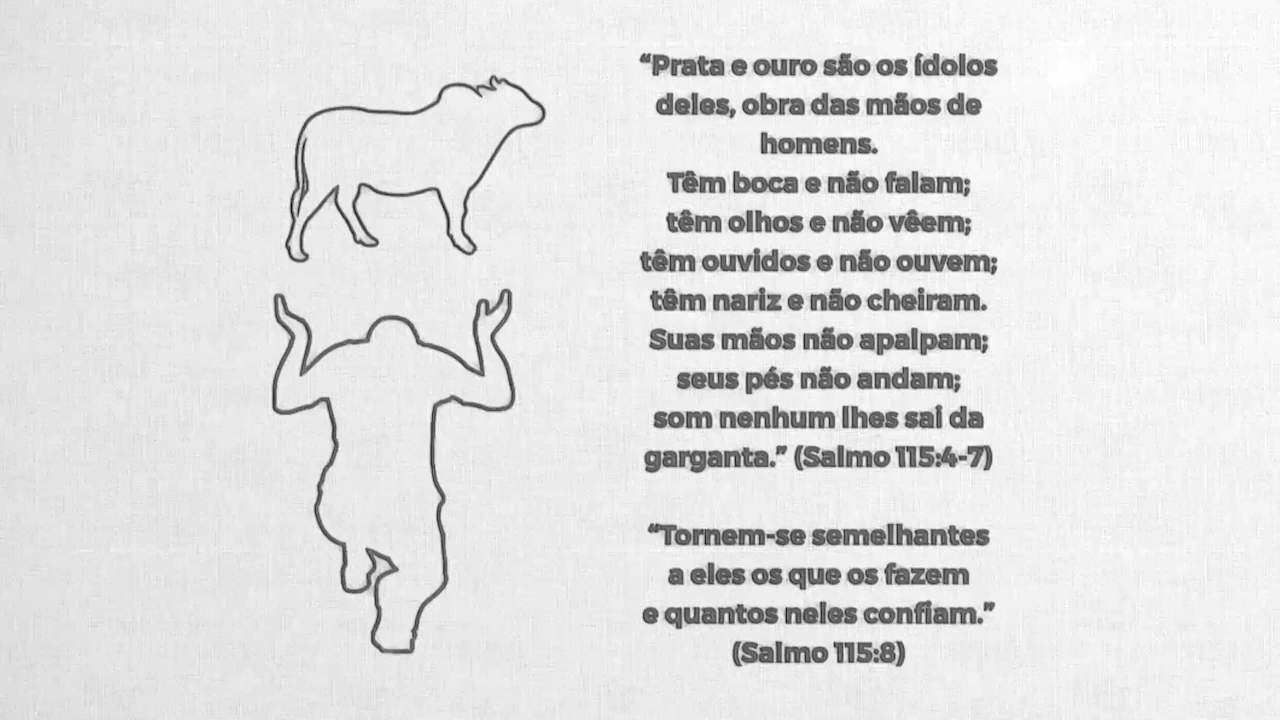 “Prata e ouro são os ídolos
deles, obra das mãos de
homens.
Têm boca e não falam;
têm olhos e não vêem;
têm ouvidos e não ouvem;
têm nariz e não cheiram.
Suas mãos não apalpam;
seus pés não andam;
som nenhum lhes sai da
garganta.” (Salmo 115:4-7)
“Tornem-se semelhantes
a eles os que os fazem
e quantos neles confiam.”
(Salmo 115:8)